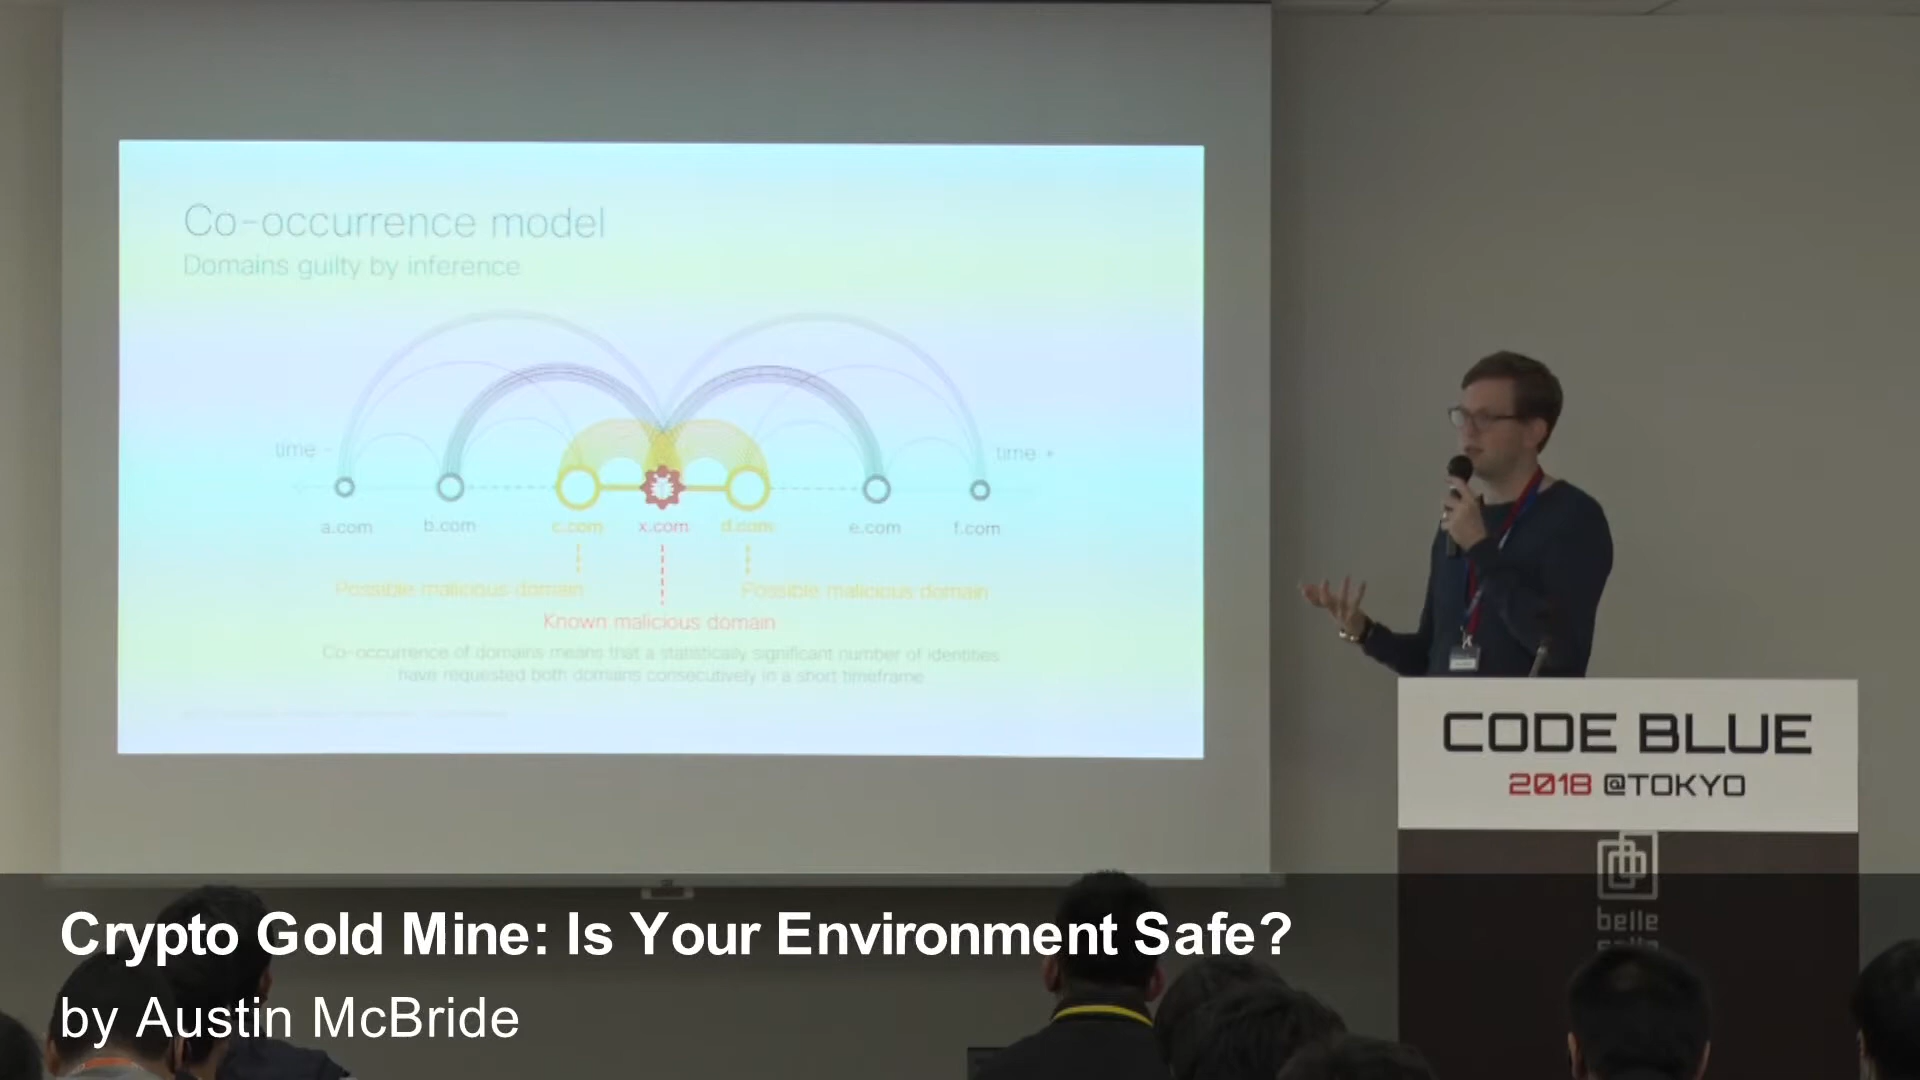 Co-occurrence model
Domains guilty by inference
time -
time +
a.com
b.com
c.com
x.com
d.com
e.com
f.com
Possible malicious domain
Possible malicious domain
Known malicious domain
Co-occurrence of domains means that a statistically significant number of identities
have requested both domains consecutively in a short timeframe
CODE BLUE
2018 @TOKYO
belle
Crypto Gold Mine: Is Your Environment Safe?
by Austin McBride